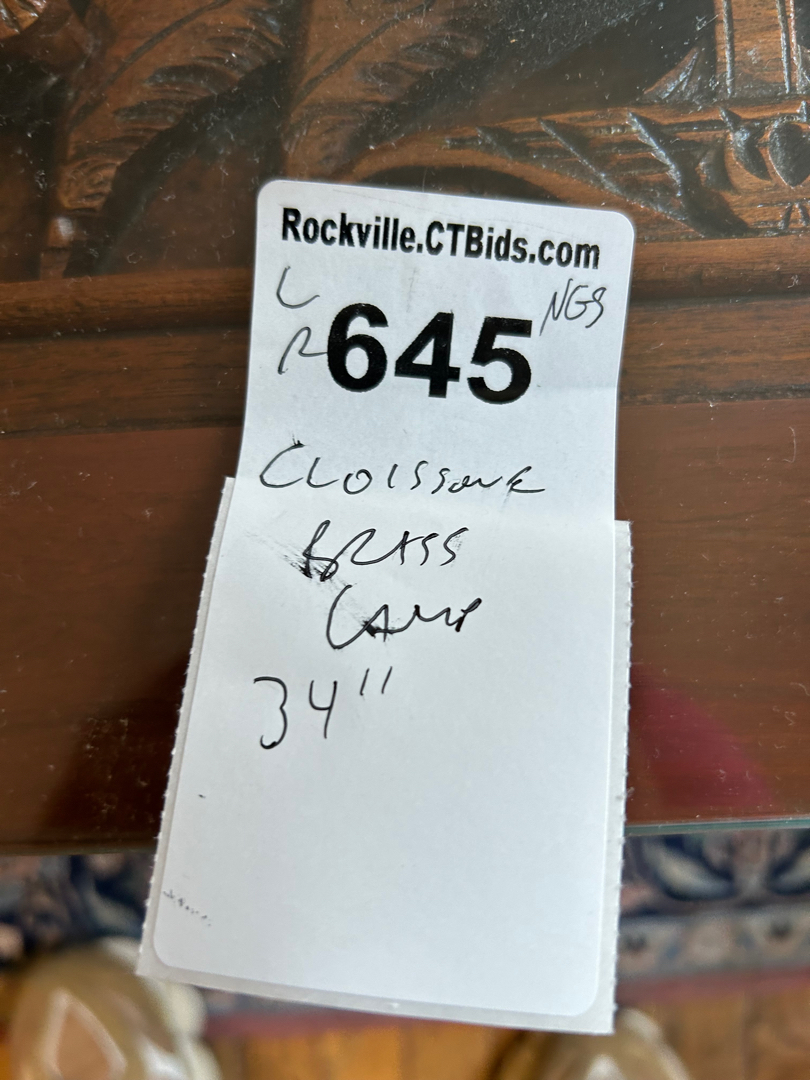 Rockville.CTBids.com
L NGS
R 645
CLOISSONE
BRASS
LAMP
34"